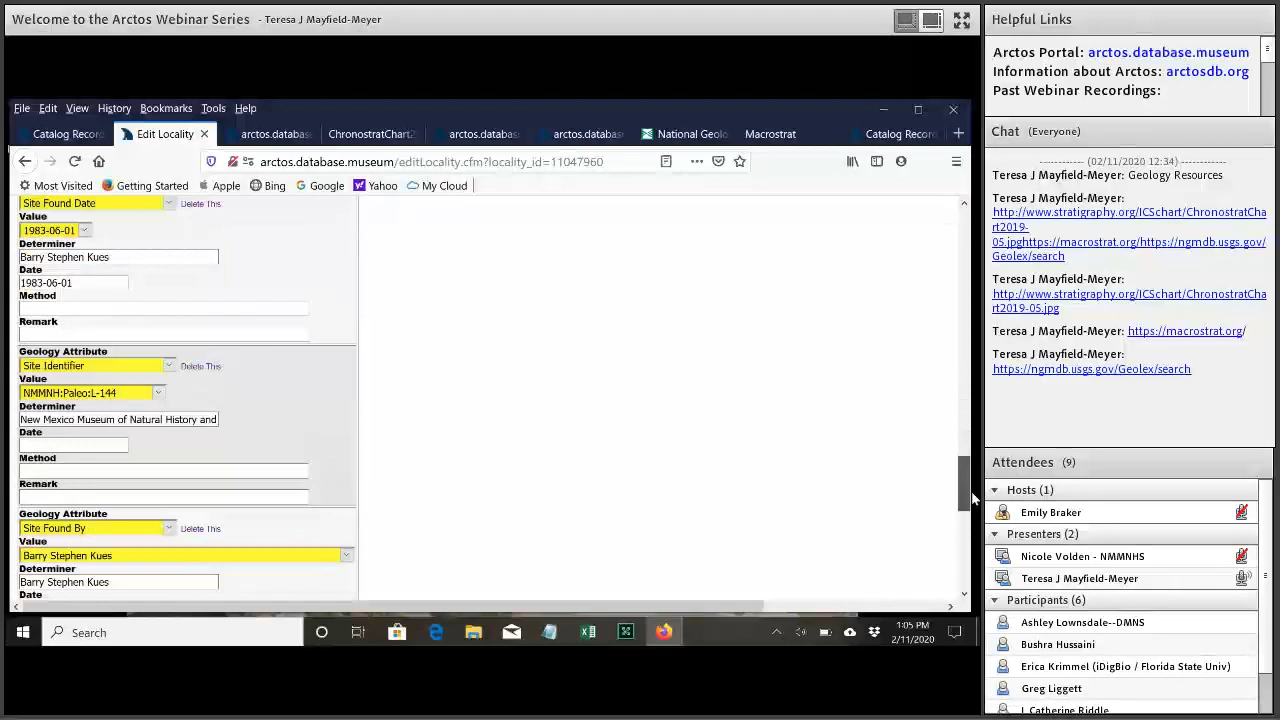 Welcome to the Arctos Webinar Series - Teresa J Mayfield-Meyer
File Edit View History Bookmarks Tools Help
Catalog Recor Edit Locality arctos.databas ChronostratChart2 arctos.databas arctos.databas National Geolo Macrostrat Catalog Recor
arctos.database.museum/editLocality.cfm?locality_id=11047960
Most Visited Getting Started Apple Bing Google Yahoo My Cloud
Site Found Date Delete This
Value
1983-06-01
Determiner
Barry Stephen Kues
Date
1983-06-01
Method
Remark
Geology Attribute
Site Identifier Delete This
Value
NMMNH:Paleo:L-144
Determiner
New Mexico Museum of Natural History and
Date
Method
Remark
Geology Attribute
Site Found By Delete This
Value
Barry Stephen Kues
Determiner
Barry Stephen Kues
Date
Search
1:05 PM
2/11/2020
Helpful Links
Arctos Portal: arctos.database.museum
Information about Arctos: arctosdb.org
Past Webinar Recordings:
Chat (Everyone)
------------ (02/11/2020 12:34) ------------
Teresa J Mayfield-Meyer: Geology Resources
Teresa J Mayfield-Meyer:
http://www.stratigraphy.org/ICSchart/ChronostratCha
rt2019-
05.jpghttps://macrostrat.org/https://ngmdb.usgs.gov/
Geolex/search
Teresa J Mayfield-Meyer:
http://www.stratigraphy.org/ICSchart/ChronostratCha
rt2019-05.jpg
Teresa J Mayfield-Meyer: https://macrostrat.org/
Teresa J Mayfield-Meyer:
https://ngmdb.usgs.gov/Geolex/search
Attendees (9)
Hosts (1)
Emily Braker
Presenters (2)
Nicole Volden - NMMNHS
Teresa J Mayfield-Meyer
Participants (6)
Ashley Lownsdale--DMNS
Bushra Hussaini
Erica Krimmel (iDigBio / Florida State Univ)
Greg Liggett
J. Catherine Riddle